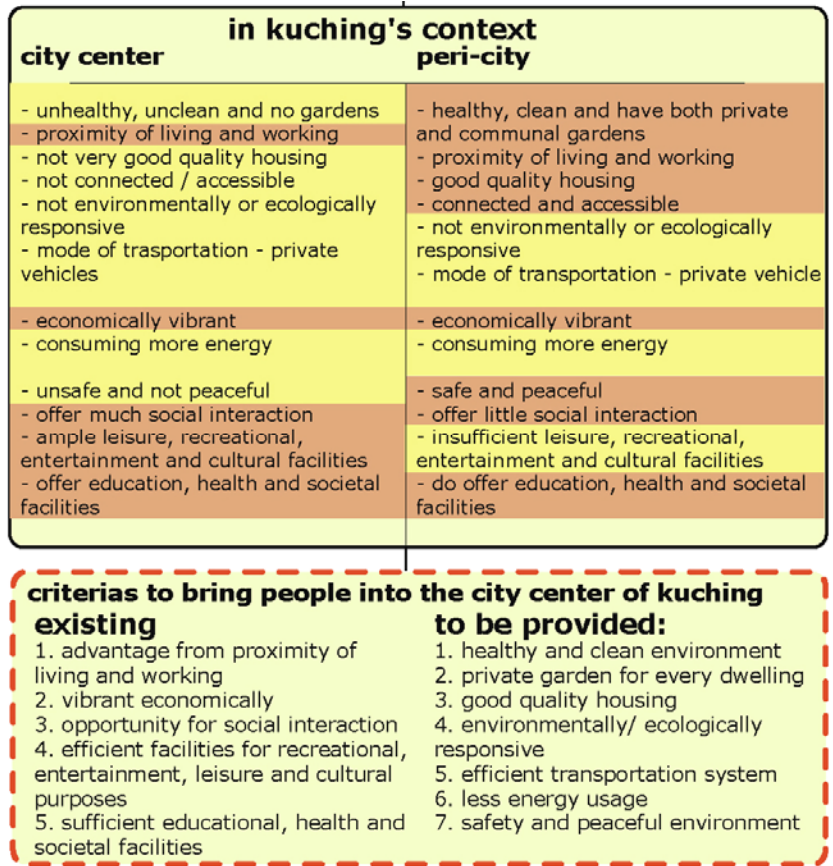 in kuching's context
city center
- unhealthy, unclean and no gardens
- proximity of living and working
- not very good quality housing
- not connected / accessible
- not environmentally or ecologically
responsive
- mode of trasportation - private
vehicles
- economically vibrant
- consuming more energy
- unsafe and not peaceful
- offer much social interaction
- ample leisure, recreational,
entertainment and cultural facilities
- offer education, health and societal
facilities
peri-city
- healthy, clean and have both private
and communal gardens
- proximity of living and working
- good quality housing
- connected and accessible
- not environmentally or ecologically
responsive
- mode of transportation - private vehicle
- economically vibrant
- consuming more energy
- safe and peaceful
- offer little social interaction
- insufficient leisure, recreational,
entertainment and cultural facilities
- do offer education, health and societal
facilities
criterias to bring people into the city center of kuching
existing
1. advantage from proximity of
living and working
2. vibrant economically
3. opportunity for social interaction
4. efficient facilities for recreational,
entertainment, leisure and cultural
purposes
5. sufficient educational, health and
societal facilities
to be provided:
1. healthy and clean environment
2. private garden for every dwelling
3. good quality housing
4. environmentally/ ecologically
responsive
5. efficient transportation system
6. less energy usage
7. safety and peaceful environment